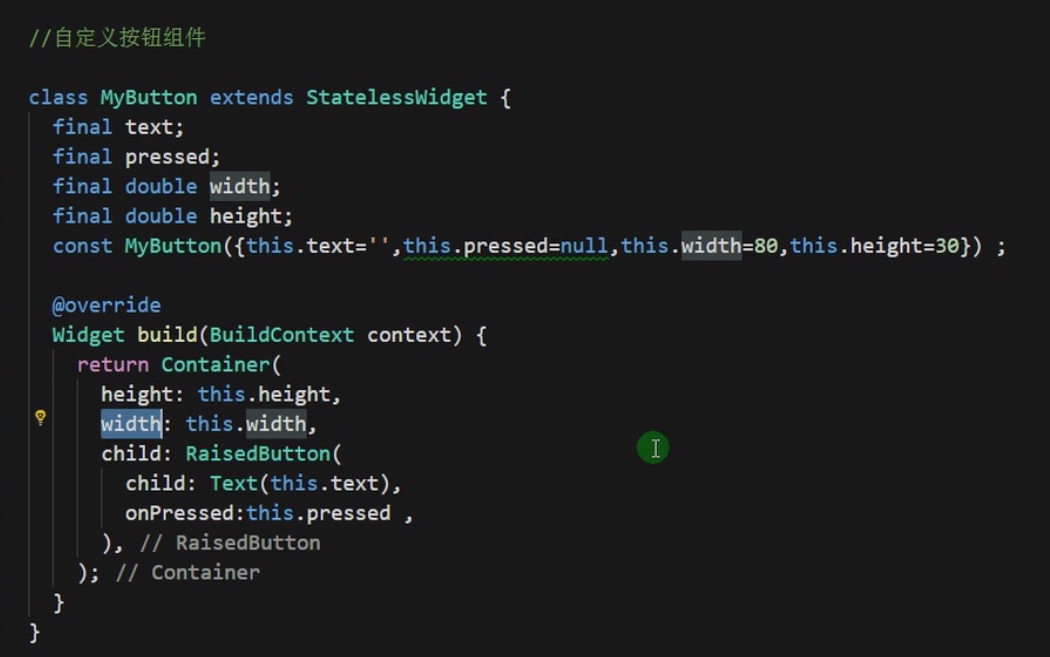 //自定义按钮组件
class MyButton extends StatelessWidget {
final text;
final pressed;
final double width;
final double height;
const MyButton({this.text='',this.pressed=null,this.width=80,this.height=30}) ;
@override
Widget build(BuildContext context) {
return Container(
height: this.height,
width: this.width,
child: RaisedButton(
child: Text(this.text),
onPressed:this.pressed ,
), // RaisedButton
); // Container
}
}